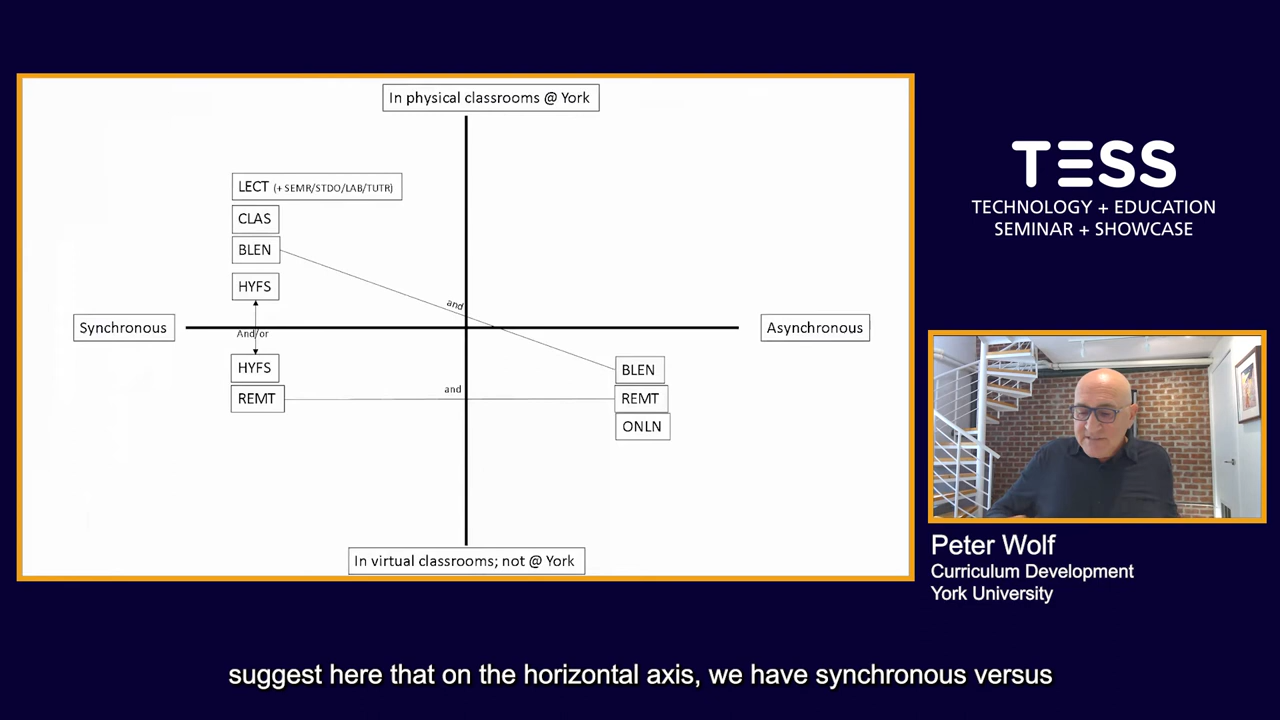 In physical classrooms @ York
LECT (+ SEMR/STDO/LAB/TUTR)
CLAS
BLEN
HYFS
and
Synchronous
Asynchronous
And/or
HYFS
BLEN
REMT
and
REMT
ONLN
In virtual classrooms; not @ York
TESS
TECHNOLOGY + EDUCATION
SEMINAR + SHOWCASE
Peter Wolf
Curriculum Development
York University
suggest here that on the horizontal axis, we have synchronous versus